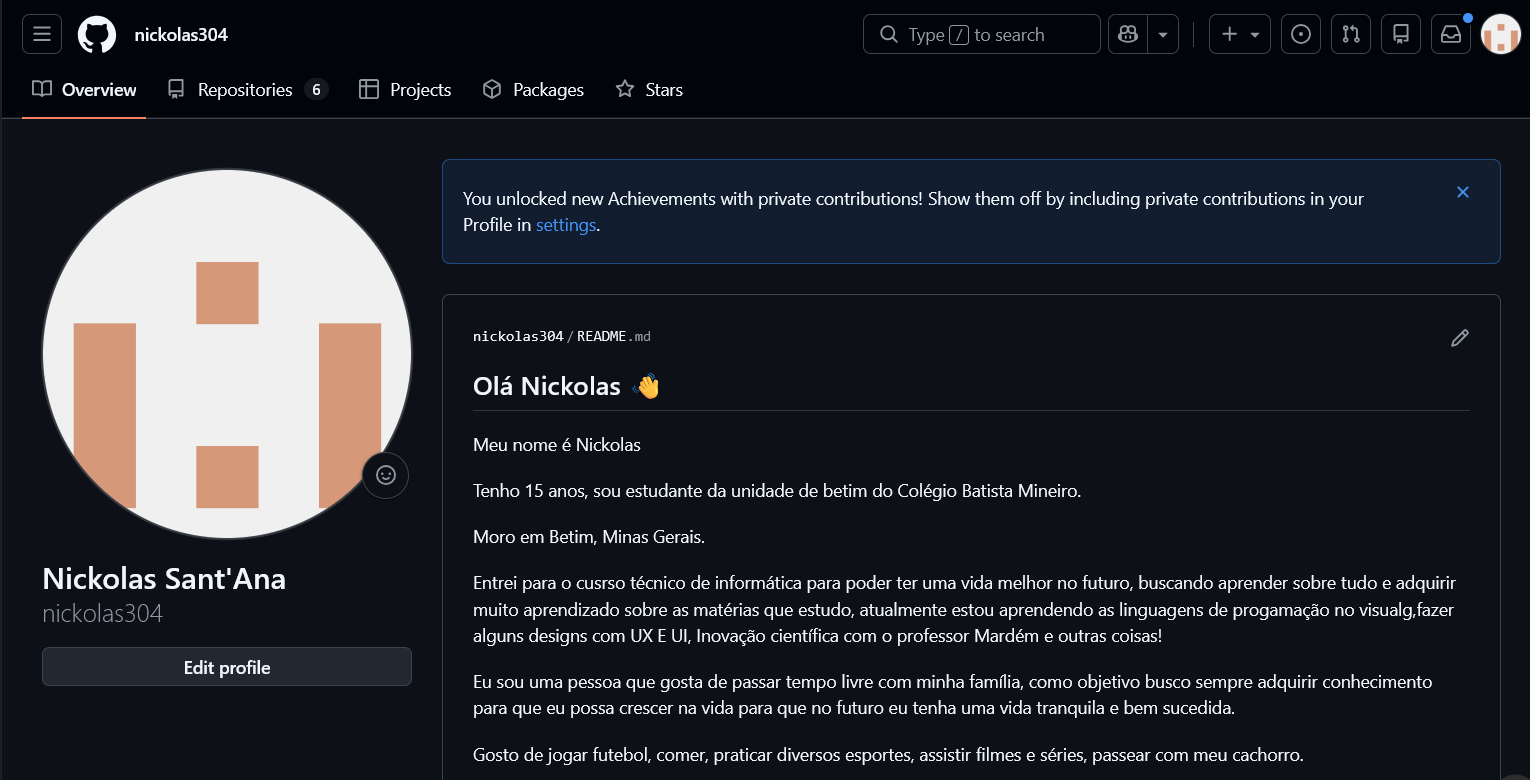 nickolas304
Type / to search
Overview
Repositories 6
Projects
Packages
Stars
You unlocked new Achievements with private contributions! Show them off by including private contributions in your
Profile in settings.
nickolas304/README.md
Olá Nickolas 👋
Meu nome é Nickolas
Tenho 15 anos, sou estudante da unidade de betim do Colégio Batista Mineiro.
Moro em Betim, Minas Gerais.
Entrei para o cusrso técnico de informática para poder ter uma vida melhor no futuro, buscando aprender sobre tudo e adquirir
muito aprendizado sobre as matérias que estudo, atualmente estou aprendendo as linguagens de progamação no visualg,fazer
alguns designs com UX E UI, Inovação científica com o professor Mardém e outras coisas!
Eu sou uma pessoa que gosta de passar tempo livre com minha família, como objetivo busco sempre adquirir conhecimento
para que eu possa crescer na vida para que no futuro eu tenha uma vida tranquila e bem sucedida.
Gosto de jogar futebol, comer, praticar diversos esportes, assistir filmes e séries, passear com meu cachorro.
Nickolas Sant'Ana
nickolas304
Edit profile